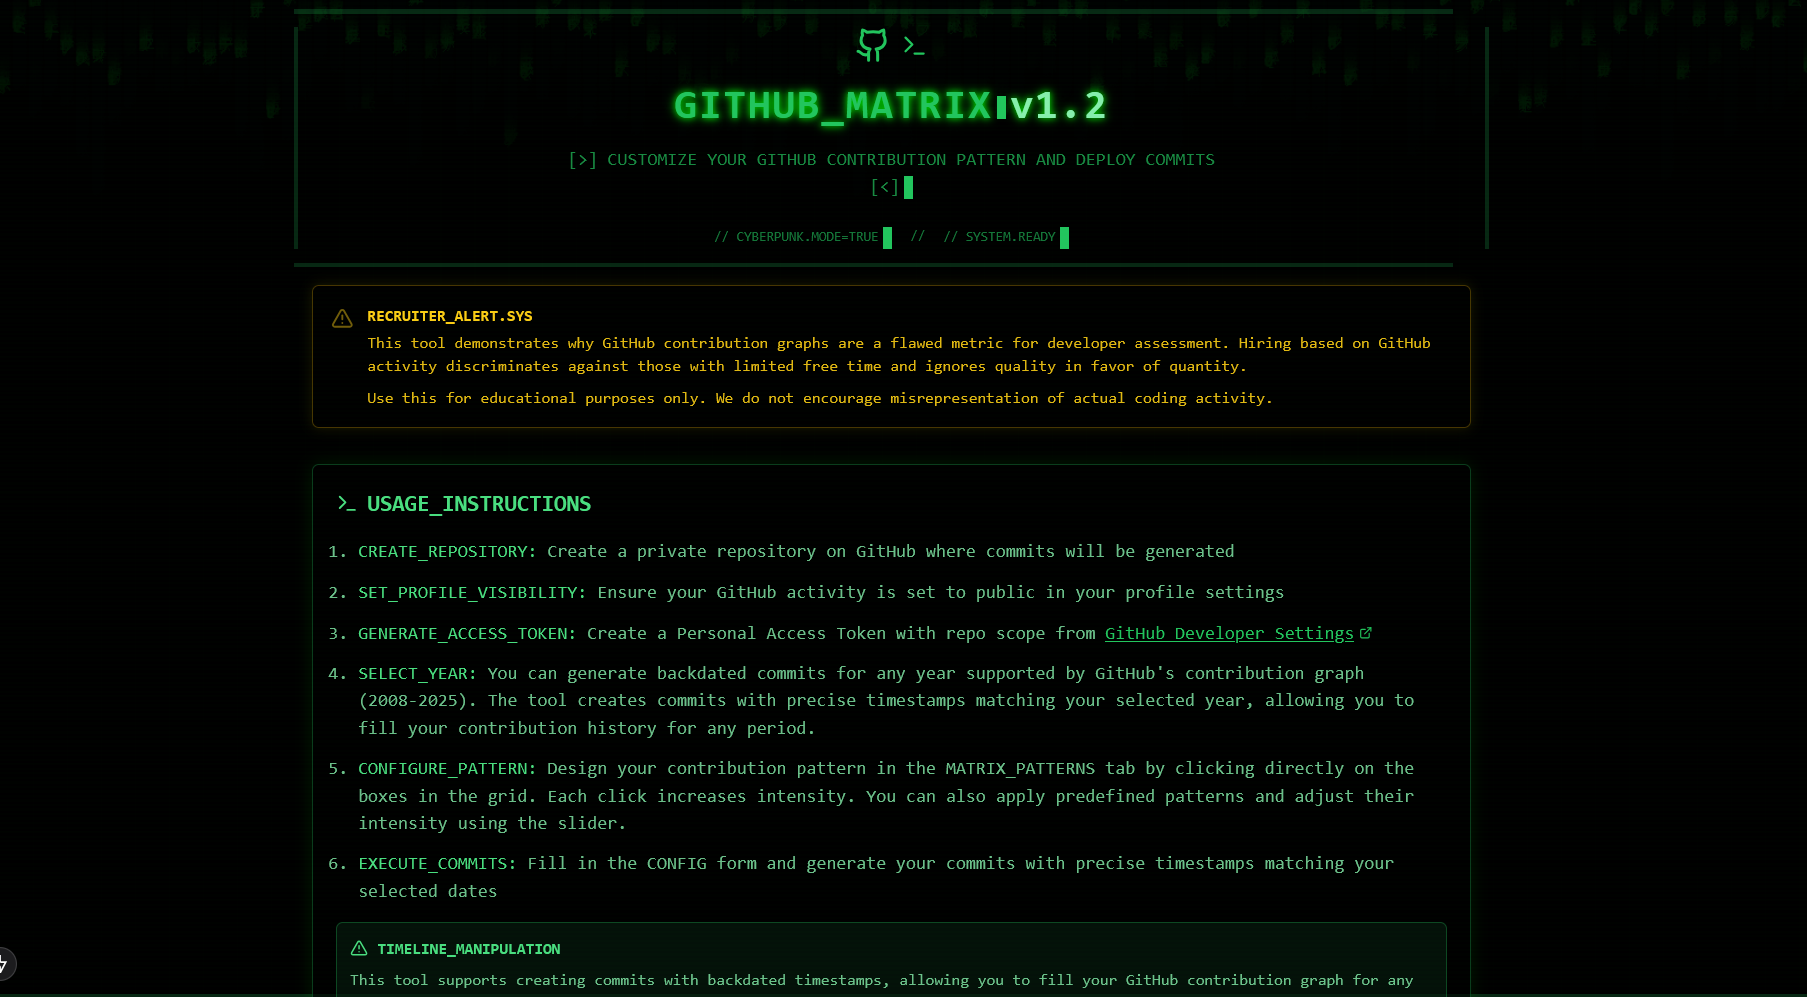 GITHUB_MATRIX v1.2
[>] CUSTOMIZE YOUR GITHUB CONTRIBUTION PATTERN AND DEPLOY COMMITS
[<]
// CYBERPUNK.MODE=TRUE // // SYSTEM.READY
RECRUITER_ALERT.SYS
This tool demonstrates why GitHub contribution graphs are a flawed metric for developer assessment. Hiring based on GitHub
activity discriminates against those with limited free time and ignores quality in favor of quantity.
Use this for educational purposes only. We do not encourage misrepresentation of actual coding activity.
>_ USAGE_INSTRUCTIONS
1. CREATE_REPOSITORY: Create a private repository on GitHub where commits will be generated
2. SET_PROFILE_VISIBILITY: Ensure your GitHub activity is set to public in your profile settings
3. GENERATE_ACCESS_TOKEN: Create a Personal Access Token with repo scope from GitHub Developer Settings
4. SELECT_YEAR: You can generate backdated commits for any year supported by GitHub's contribution graph
(2008-2025). The tool creates commits with precise timestamps matching your selected year, allowing you to
fill your contribution history for any period.
5. CONFIGURE_PATTERN: Design your contribution pattern in the MATRIX_PATTERNS tab by clicking directly on the
boxes in the grid. Each click increases intensity. You can also apply predefined patterns and adjust their
intensity using the slider.
6. EXECUTE_COMMITS: Fill in the CONFIG form and generate your commits with precise timestamps matching your
selected dates
TIMELINE_MANIPULATION
This tool supports creating commits with backdated timestamps, allowing you to fill your GitHub contribution graph for any